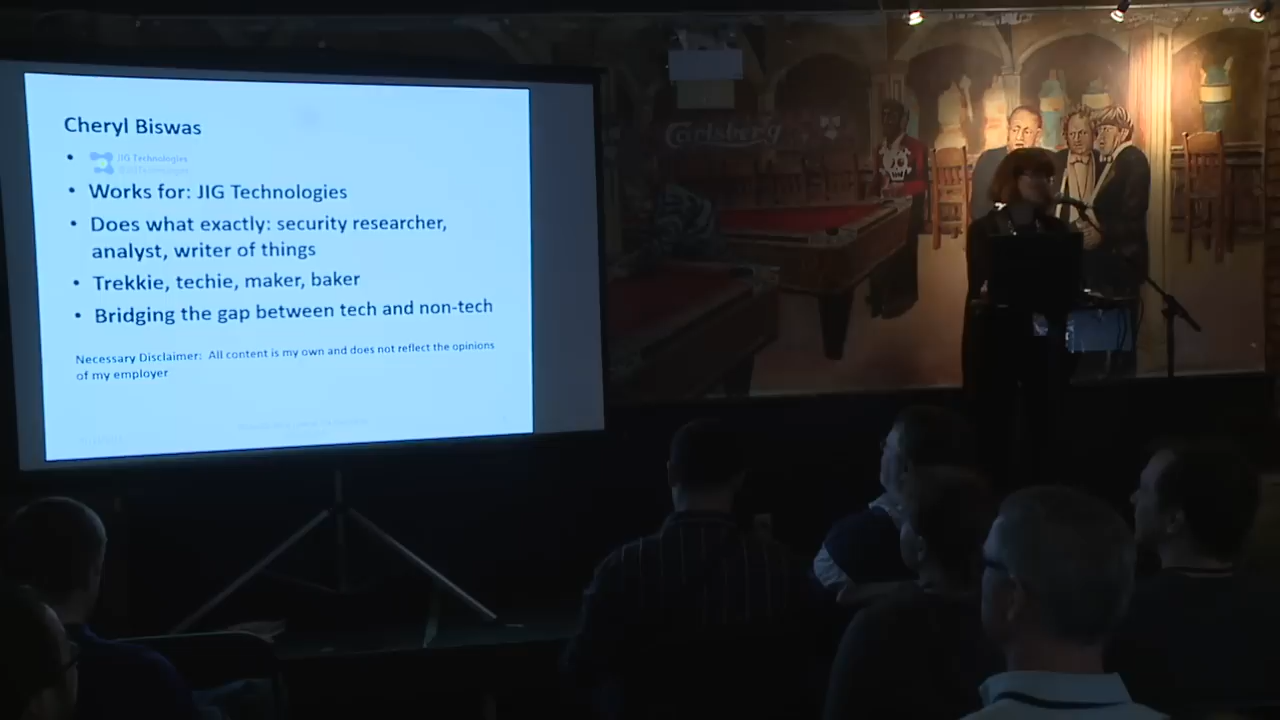 Cheryl Biswas
JIG Technologies
@JIGTechnologies
• Works for: JIG Technologies
• Does what exactly: security researcher,
analyst, writer of things
• Trekkie, techie, maker, baker
• Bridging the gap between tech and non-tech
Necessary Disclaimer: All content is my own and does not reflect the opinions
of my employer
Carlsberg